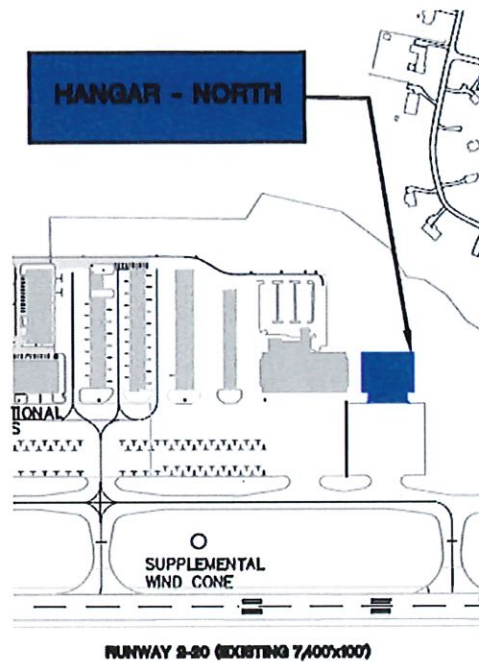 HANGAR - NORTH
TIONAL
S
SUPPLEMENTAL
WIND CONE
RUNWAY 2-20 (EXISTING 7,400'x100')